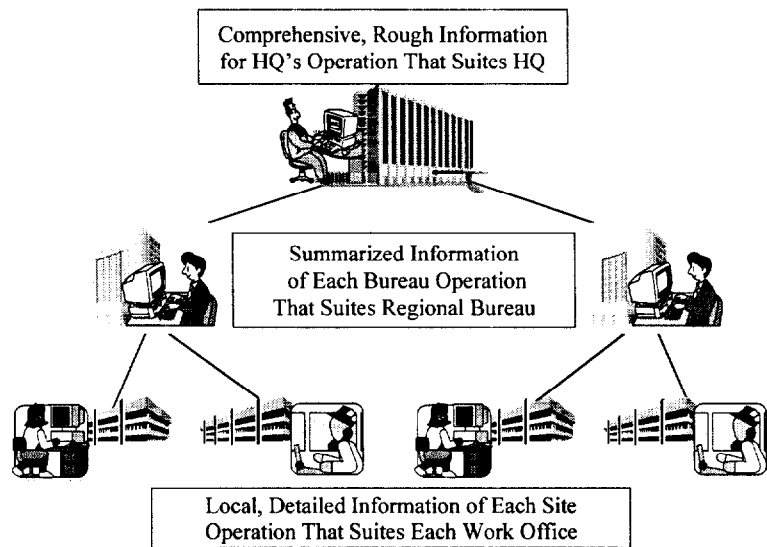 Comprehensive, Rough Information
for HQ's Operation That Suites HQ
Summarized Information
of Each Bureau Operation
That Suites Regional Bureau
Local, Detailed Information of Each Site
Operation That Suites Each Work Office